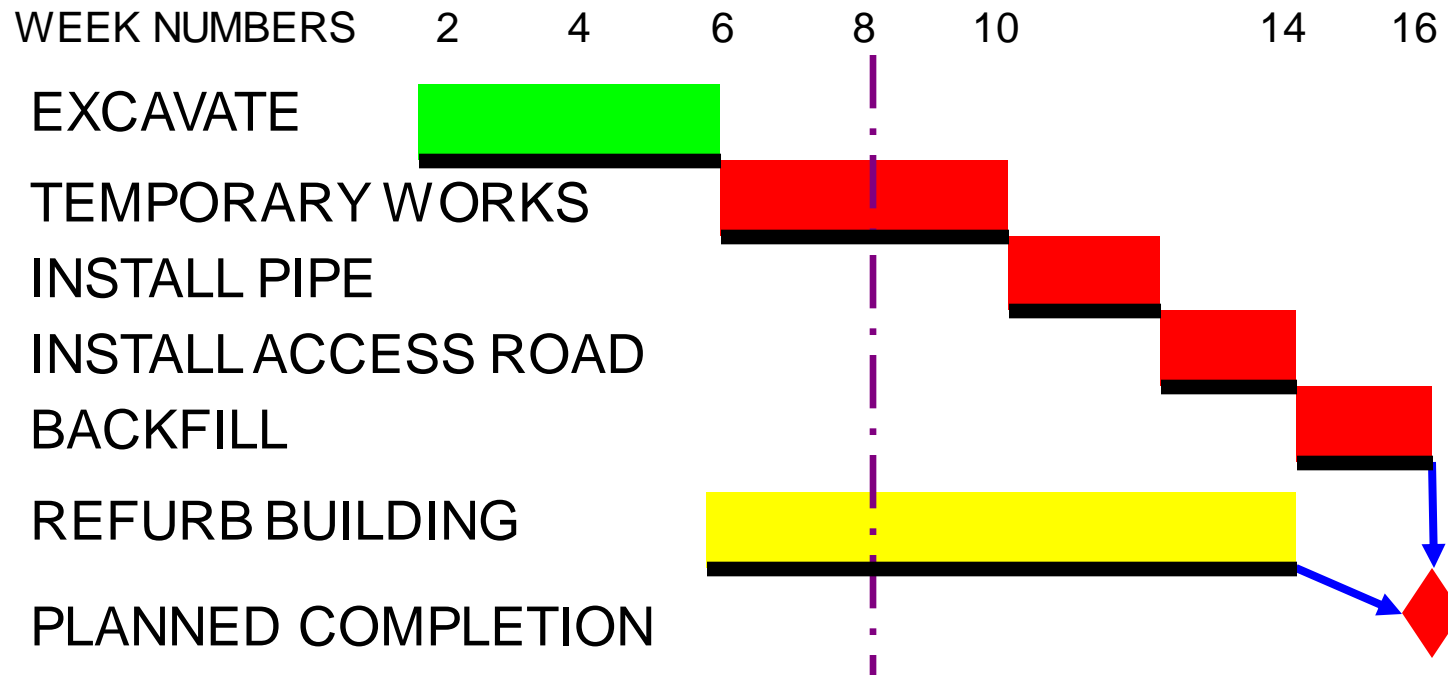 WEEK NUMBERS 2 4 6 8 10 14 16
EXCAVATE
TEMPORARY WORKS
INSTALL PIPE
INSTALL ACCESS ROAD
BACKFILL
REFURB BUILDING
PLANNED COMPLETION